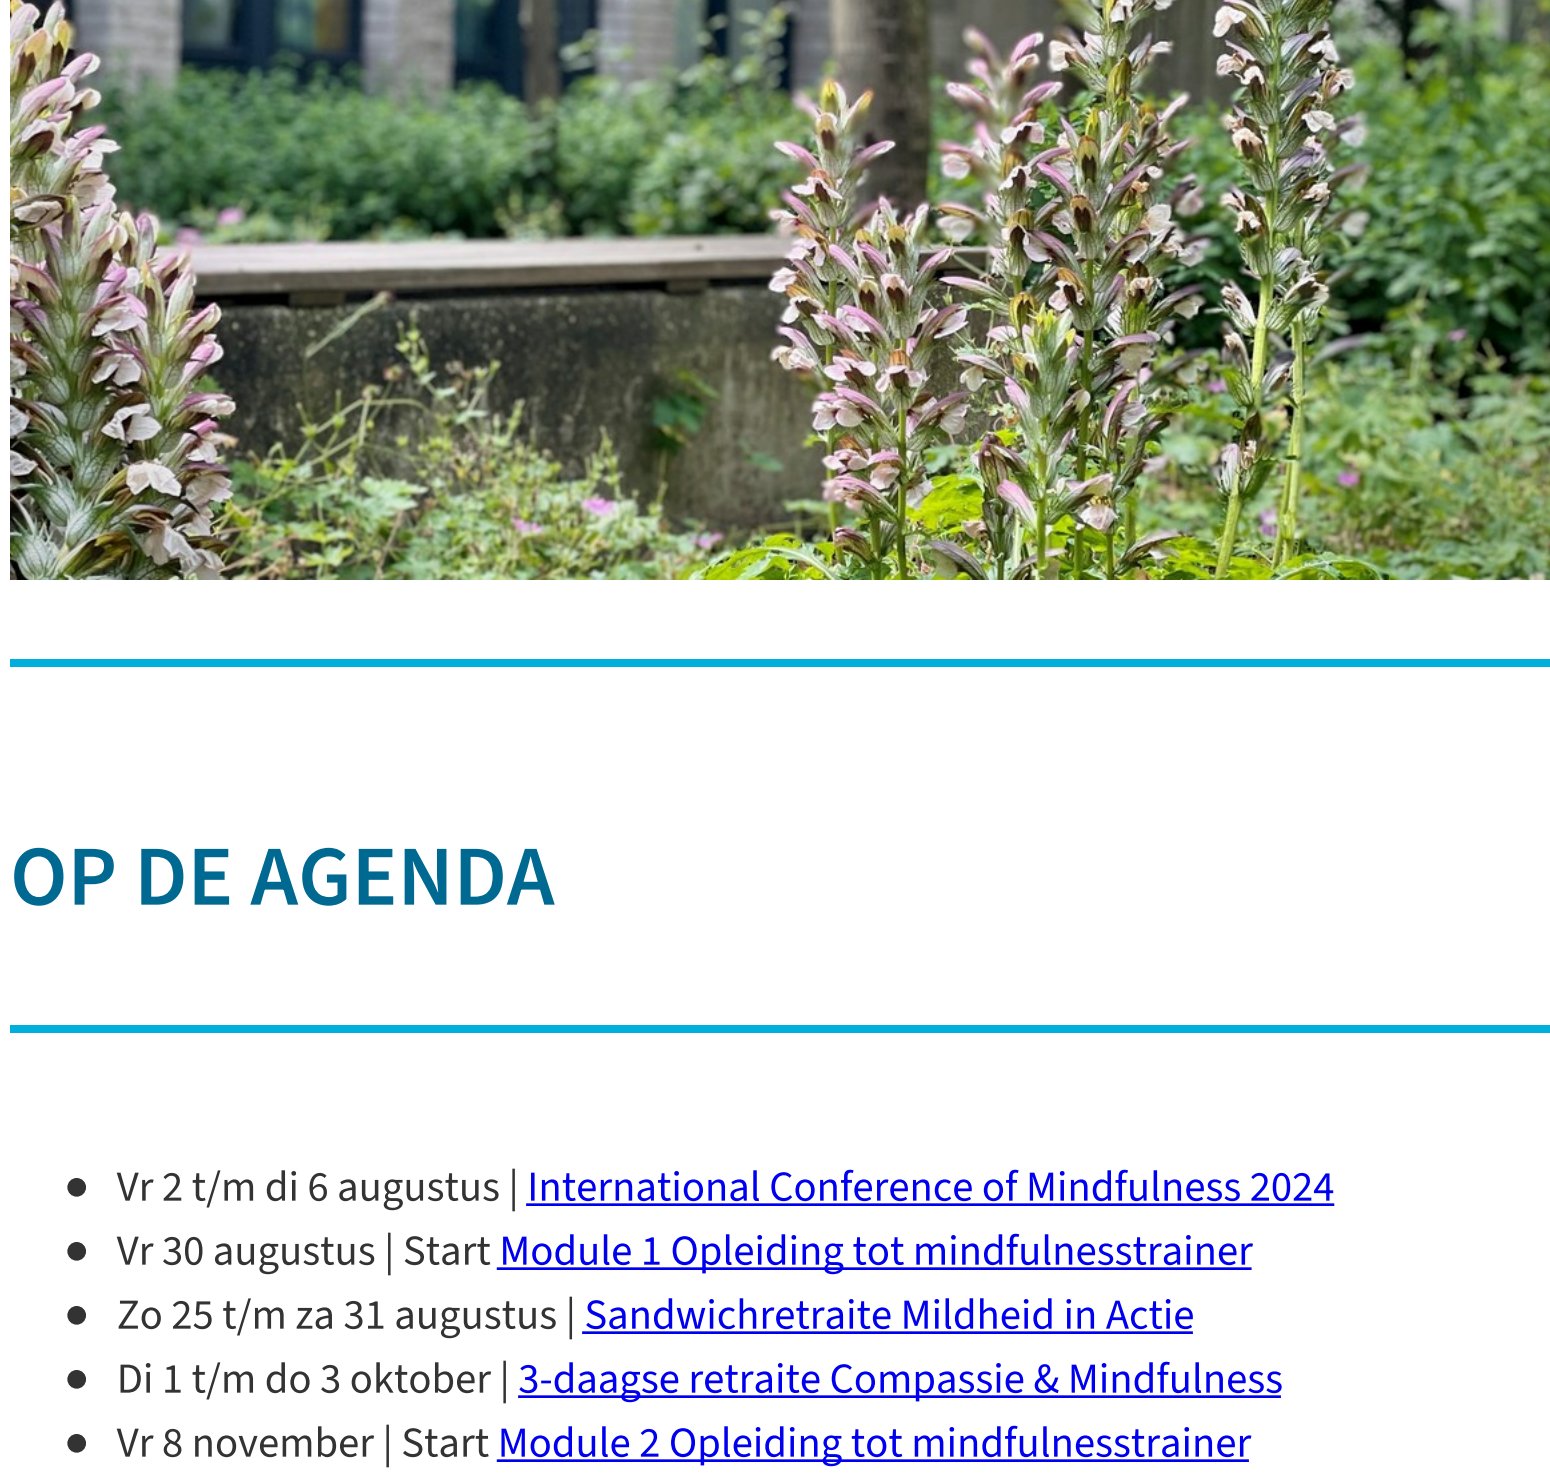 OP DE AGENDA
● Vr 2 t/m di 6 augustus | International Conference of Mindfulness 2024
● Vr 30 augustus | Start Module 1 Opleiding tot mindfulnesstrainer
● Zo 25 t/m za 31 augustus | Sandwichretraite Mildheid in Actie
● Di 1 t/m do 3 oktober | 3-daagse retraite Compassie & Mindfulness
● Vr 8 november | Start Module 2 Opleiding tot mindfulnesstrainer